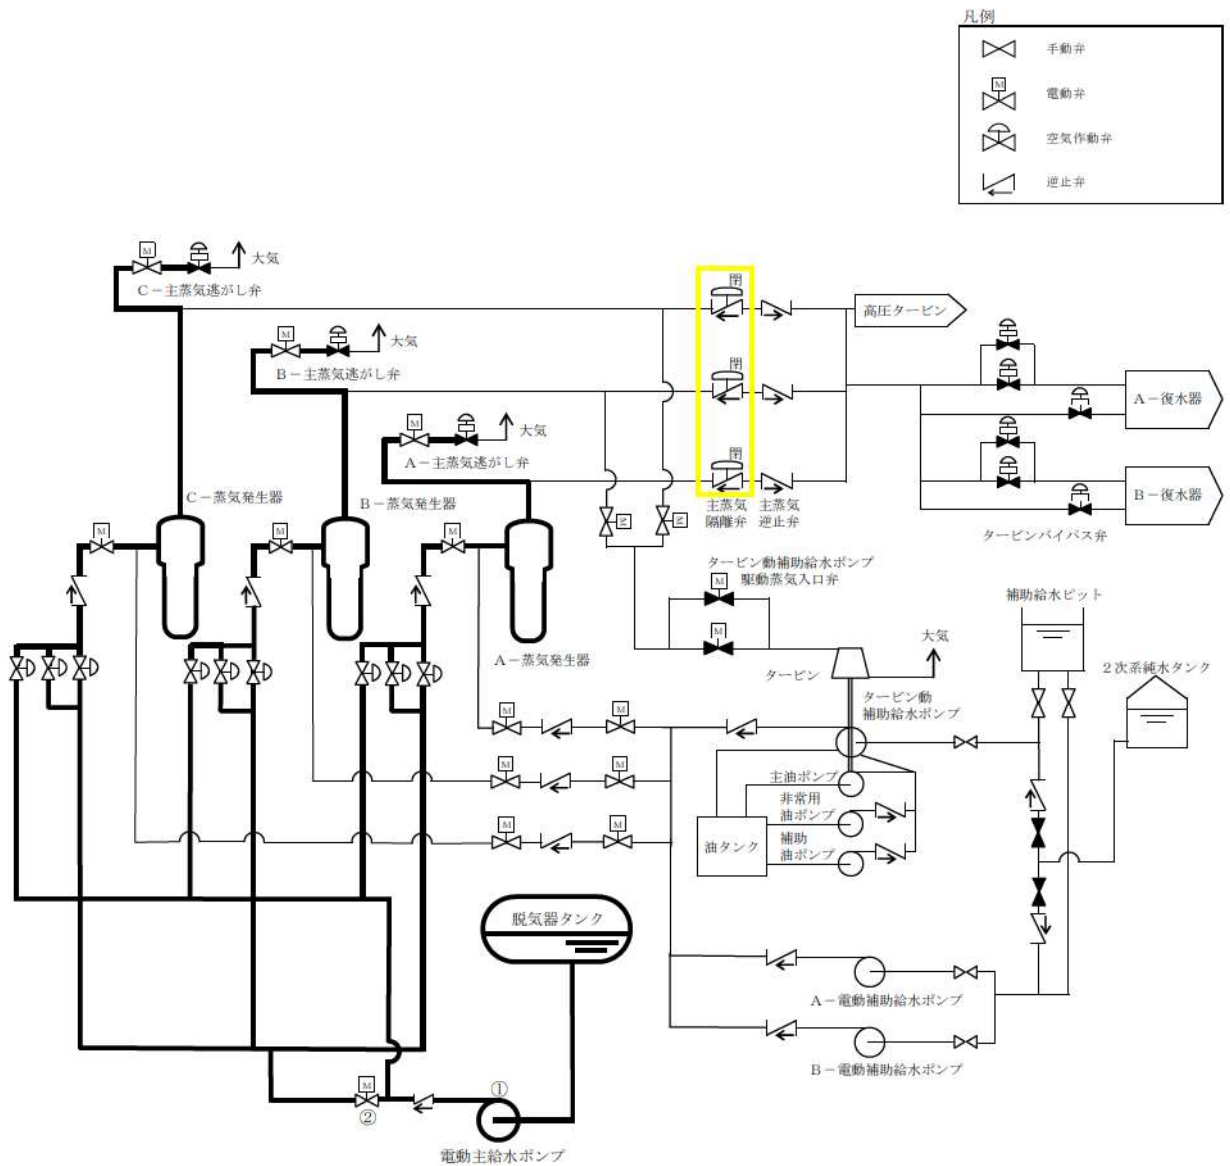 凡例
手動弁
M
電動弁
空気作動弁
逆止弁
M
大気
C－主蒸気逃がし弁
M
大気
B－主蒸気逃がし弁
M
大気
A－主蒸気逃がし弁
閉
閉
閉
高圧タービン
A－復水器
B－復水器
主蒸気
隔離弁
主蒸気
逆止弁
タービンバイパス弁
C－蒸気発生器
B－蒸気発生器
A－蒸気発生器
M
M
M
M
M
タービン動補助給水ポンプ
駆動蒸気入口弁
M
M
補助給水ピット
2次系純水タンク
大気
タービン
タービン動
補助給水ポンプ
M
M
M
M
M
M
主油ポンプ
非常用
油ポンプ
補助
油ポンプ
油タンク
脱気器タンク
A－電動補助給水ポンプ
B－電動補助給水ポンプ
M
①
②
電動主給水ポンプ